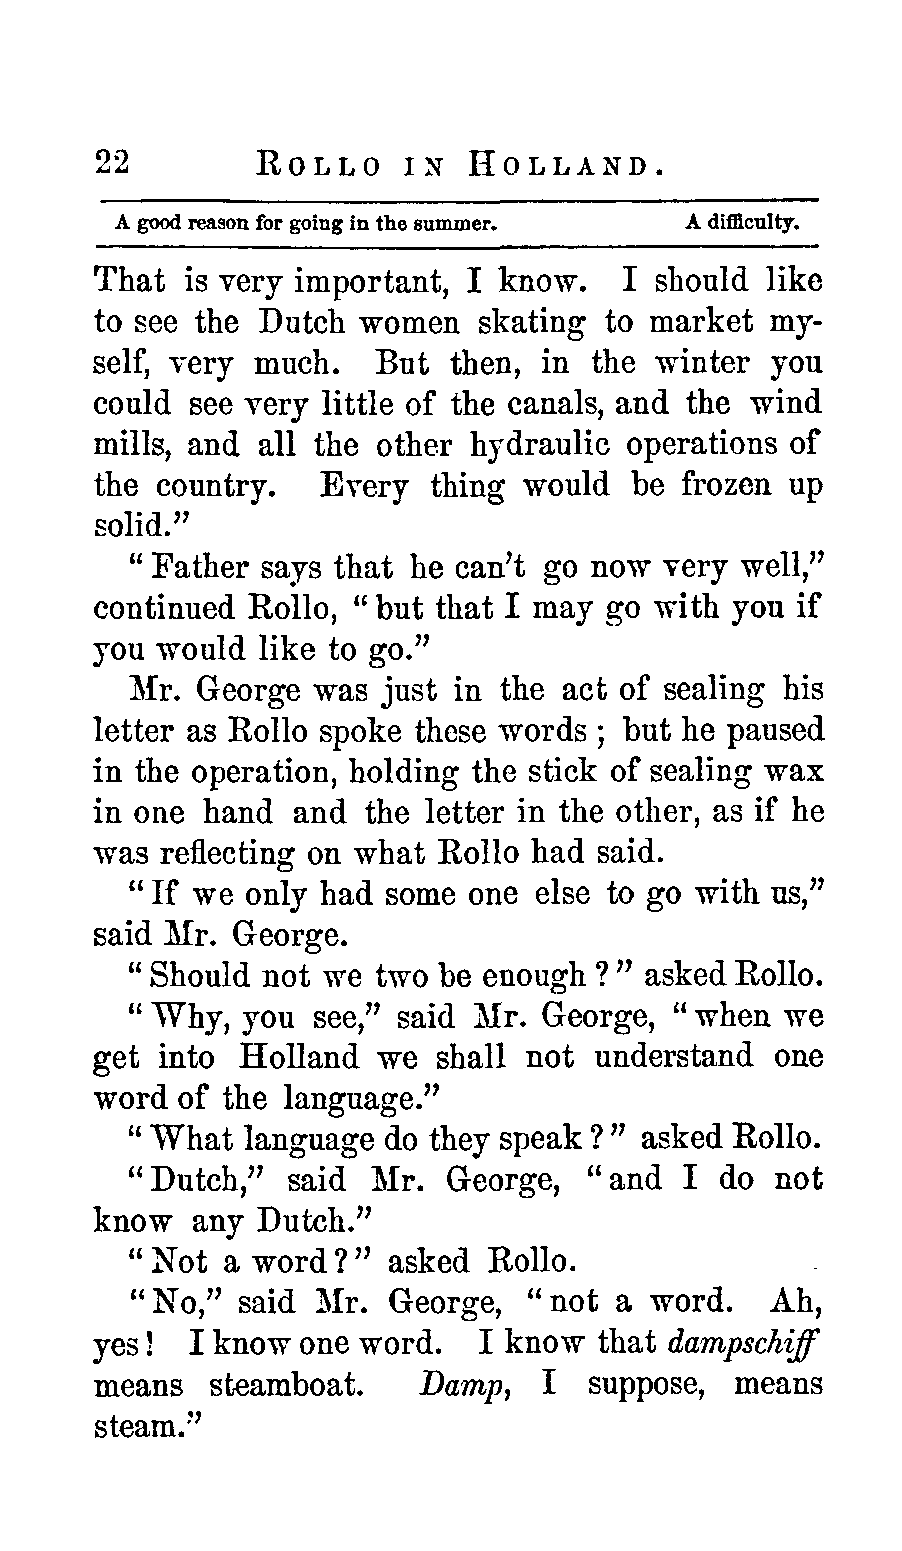 22 ROLLO IN HOLLAND.
A good reason for going in the summer. A difficulty.
That is very important, I know. I should like
to see the Dutch women skating to market my-
self, very much. But then, in the winter you
could see very little of the canals, and the wind
mills, and all the other hydraulic operations of
the country. Every thing would be frozen up
solid.”
“Father says that he can’t go now very well,”
continued Rollo, “but that I may go with you if
you would like to go.”
Mr. George was just in the act of sealing his
letter as Rollo spoke these words; but he paused
in the operation, holding the stick of sealing wax
in one hand and the letter in the other, as if he
was reflecting on what Rollo had said.
“If we only had some one else to go with us,”
said Mr. George.
“Should not we two be enough?” asked Rollo.
“Why, you see,” said Mr. George, “when we
get into Holland we shall not understand one
word of the language.”
“What language do they speak?” asked Rollo.
“Dutch,” said Mr. George, “and I do not
know any Dutch.”
“Not a word?” asked Rollo.
“No,” said Mr. George, “not a word. Ah,
yes! I know one word. I know that dampschiff
means steamboat. Damp, I suppose, means
steam.”